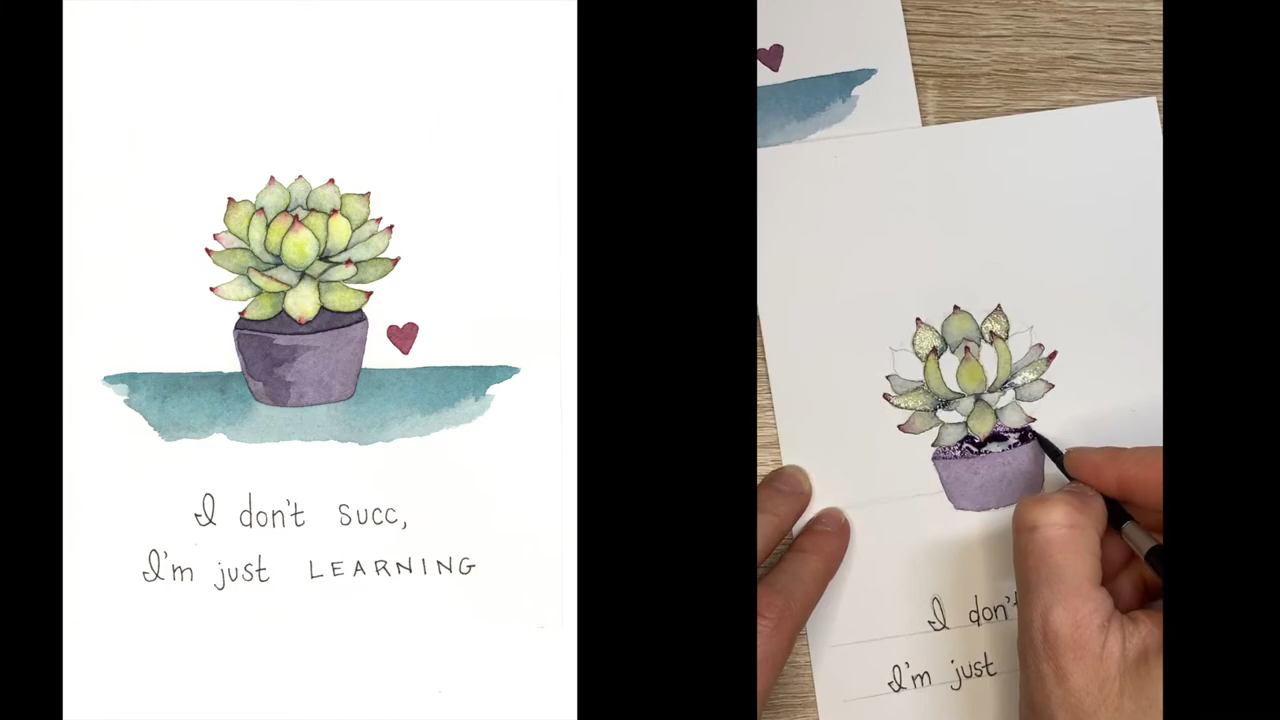 I don't succ,
I'm just LEARNING
I don't
I'm just